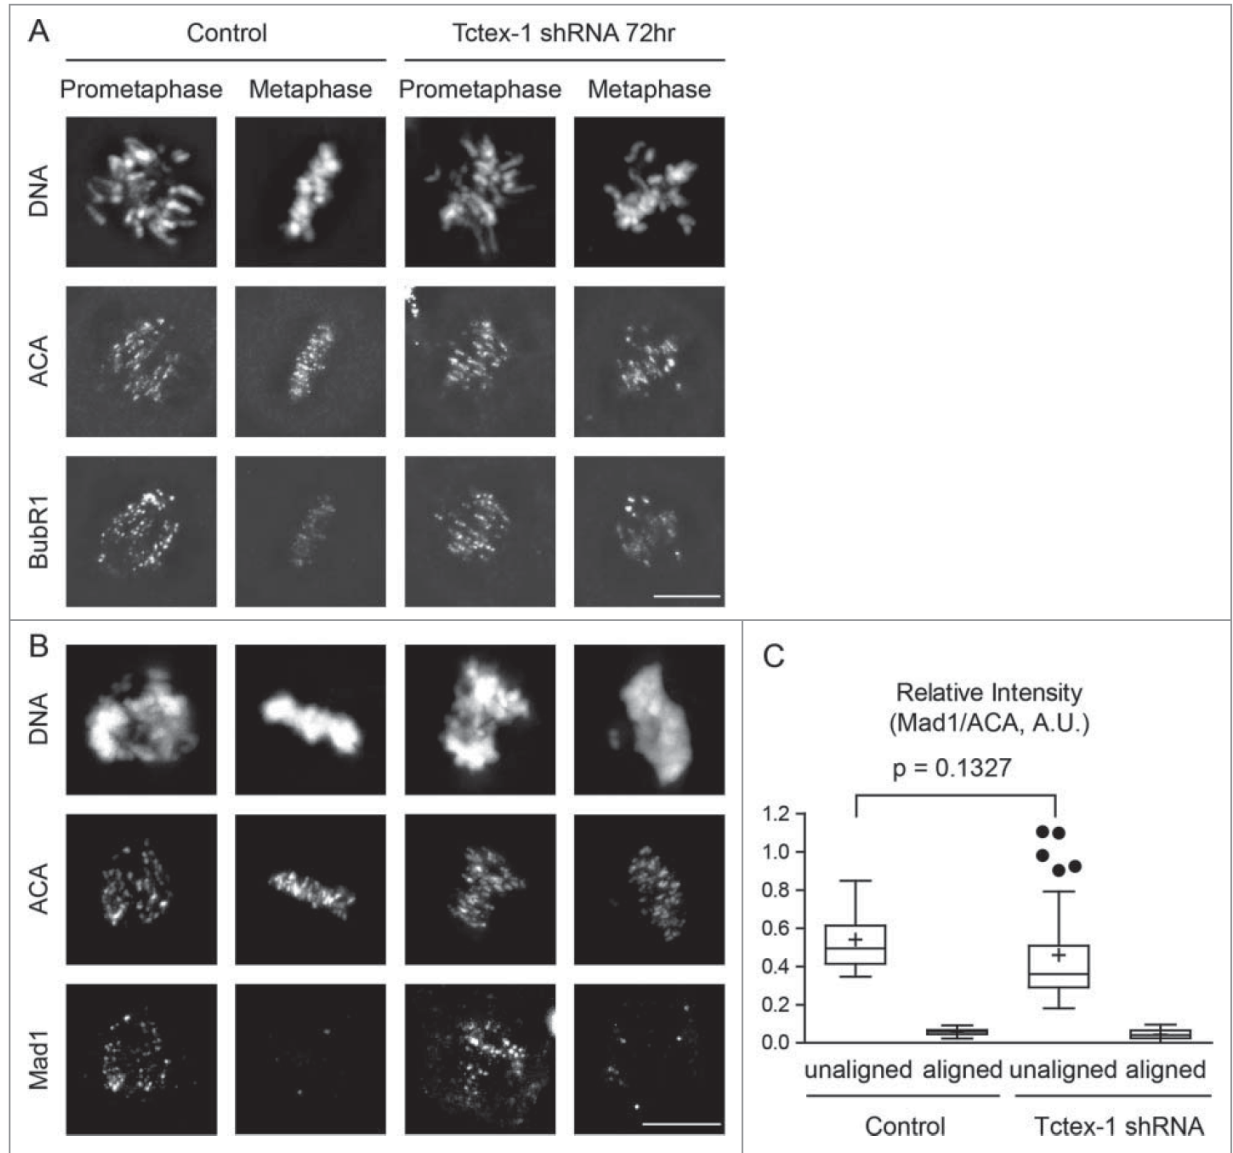 A
Control
Tctex-1 shRNA 72hr
Prometaphase
Metaphase
Prometaphase
Metaphase
DNA
ACA
BubR1
B
DNA
ACA
Mad1
C
Relative Intensity
(Mad1/ACA, A.U.)
p = 0.1327
1.2
1.0
0.8
0.6
0.4
0.2
0.0
unaligned aligned unaligned aligned
Control
Tctex-1 shRNA